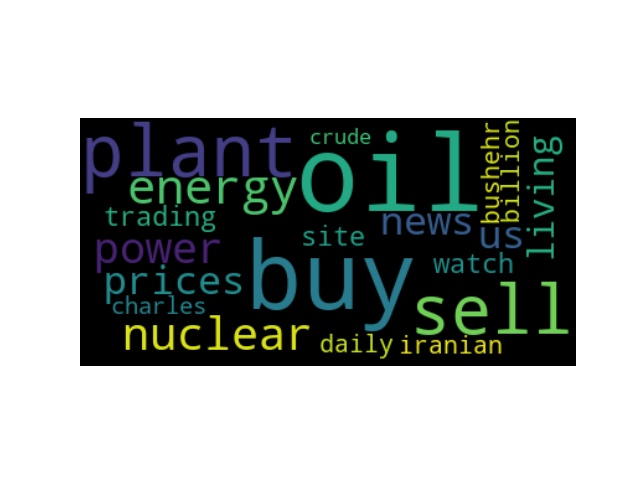 plant
crude
oil
bushehr
billion
living
energy
trading
news
us
power
site
buy
watch
prices
charles
sell
nuclear
daily
iranian